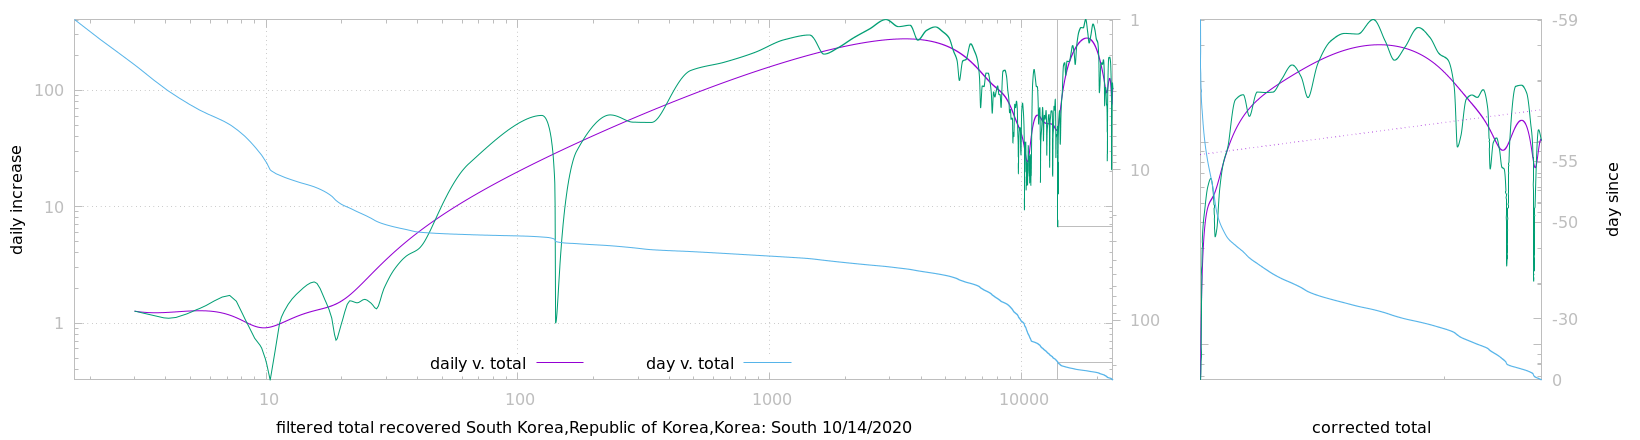 1
-59
100
10
-55
daily increase
10
-50
day since
1
100
-30
daily v. total
day v. total
0
10
100
1000
10000
filtered total recovered South Korea,Republic of Korea,Korea: South 10/14/2020
corrected total